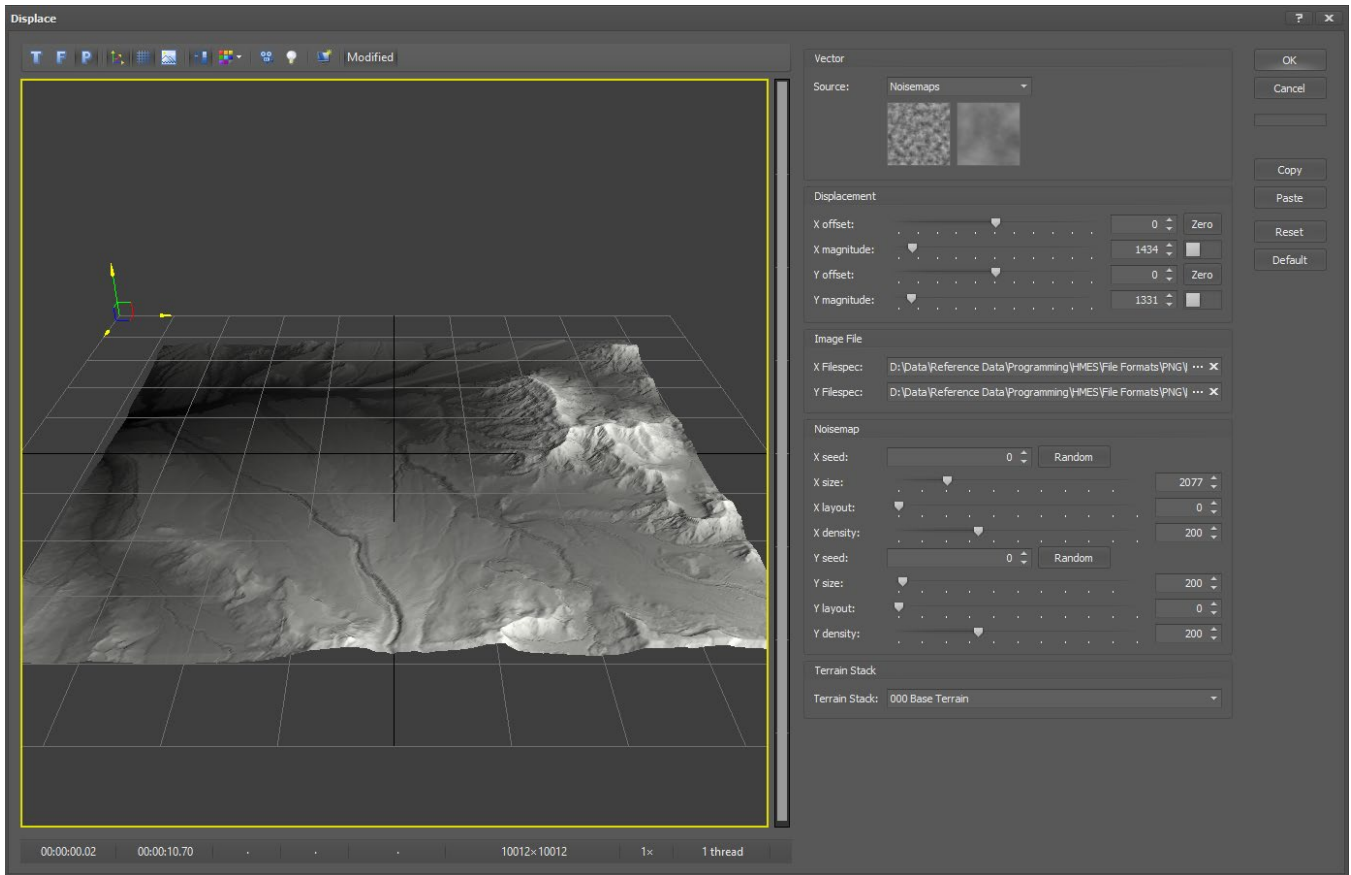 Displace
? ×
T F P Modified
Vector
Source: Noisemaps
Displacement
X offset: 0 Zero
X magnitude: 1434
Y offset: 0 Zero
Y magnitude: 1331
Image File
X Filespec: D:\Data\Reference Data\Programming\HMES\File Formats\PNG\ ··· ×
Y Filespec: D:\Data\Reference Data\Programming\HMES\File Formats\PNG\ ··· ×
Noisemap
X seed: 0 Random
X size: 2077
X layout: 0
X density: 200
Y seed: 0 Random
Y size: 200
Y layout: 0
Y density: 200
Terrain Stack
Terrain Stack: 000 Base Terrain
OK
Cancel
Copy
Paste
Reset
Default
00:00:00.02 00:00:10.70 . . . 10012×10012 1× 1 thread